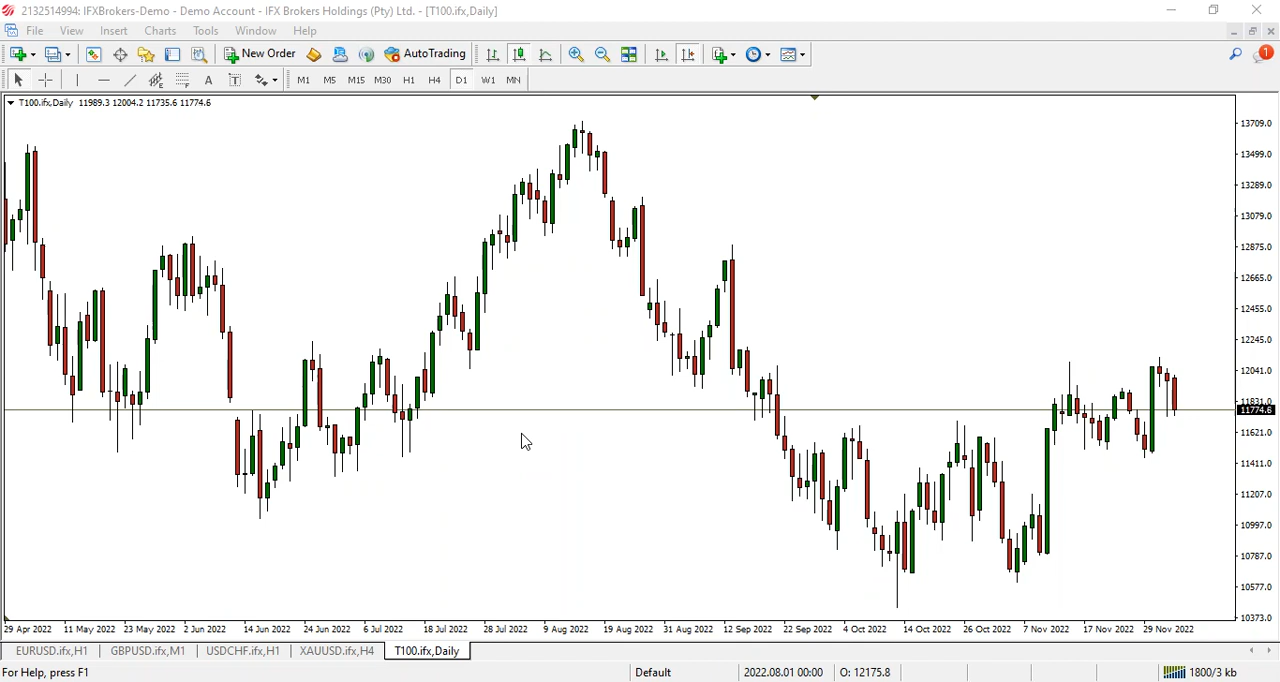 2132514994: IFXBrokers-Demo - Demo Account - IFX Brokers Holdings (Pty) Ltd. - [T100.ifx,Daily]
File View Insert Charts Tools Window Help
New Order AutoTrading 1
A T M1 M5 M15 M30 H1 H4 D1 W1 MN
T100.ifx,Daily 11989.3 12004.2 11735.6 11774.6
13709.0
13499.0
13289.0
13079.0
12875.0
12665.0
12455.0
12245.0
12041.0
11831.0
11774.6
11621.0
11411.0
11207.0
10997.0
10787.0
10577.0
10373.0
29 Apr 2022 11 May 2022 23 May 2022 2 Jun 2022 14 Jun 2022 24 Jun 2022 6 Jul 2022 18 Jul 2022 28 Jul 2022 9 Aug 2022 19 Aug 2022 31 Aug 2022 12 Sep 2022 22 Sep 2022 4 Oct 2022 14 Oct 2022 26 Oct 2022 7 Nov 2022 17 Nov 2022 29 Nov 2022
EURUSD.ifx,H1 GBPUSD.ifx,M1 USDCHF.ifx,H1 XAUUSD.ifx,H4 T100.ifx,Daily
For Help, press F1 Default 2022.08.01 00:00 O: 12175.8 1800/3 kb